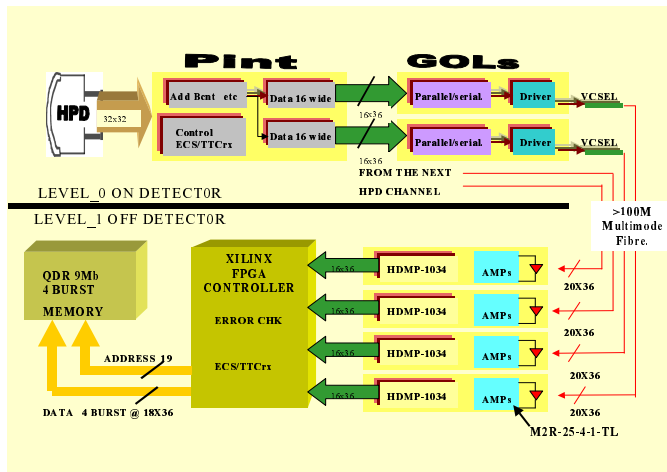 Pint
GOLs
HPD
32x32
Add Bcnt etc
Data 16 wide
Control
ECS/TTCrx
Data 16 wide
16x36
16x36
Parallel/serial.
Driver
VCSEL
Parallel/serial.
Driver
VCSEL
FROM THE NEXT
HPD CHANNEL
LEVEL_0 ON DETECT0R
LEVEL_1 OFF DETECT0R
>100M
Multimode
Fibre.
QDR 9Mb
4 BURST
MEMORY
XILINX
FPGA
CONTROLLER
ERROR CHK
ECS/TTCrx
16x36
HDMP-1034
AMPs
20X36
16x36
HDMP-1034
AMPs
20X36
16x36
HDMP-1034
AMPs
20X36
16x36
HDMP-1034
AMPs
20X36
ADDRESS 19
DATA 4 BURST @ 18X36
M2R-25-4-1-TL